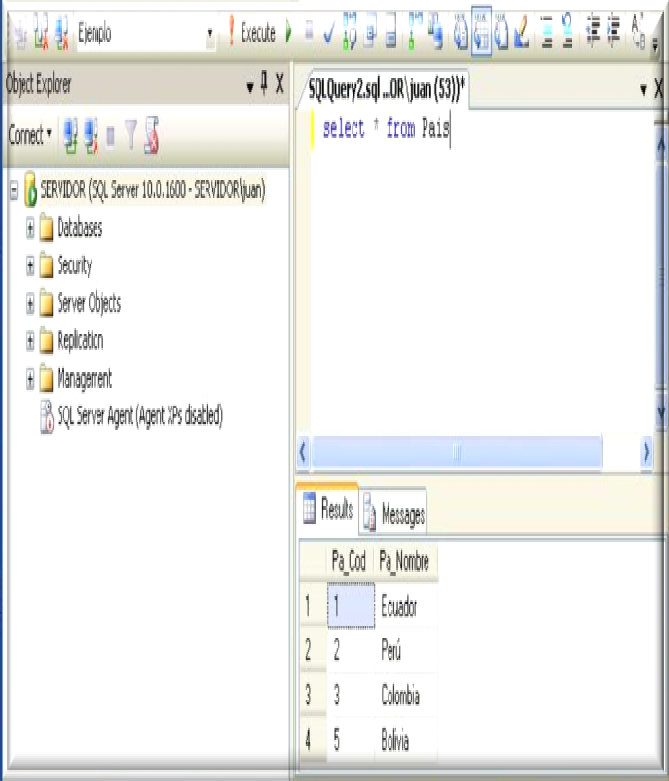 Ejenplo
Execute
Object Explorer
Connect
SERVIDOR (SQL Server 10.0.1600 - SERVIDOR\juan)
Databases
Security
Server Objects
Replication
Management
SQL Server Agent (Agent XPs disabled)
SQLQuery2.sql ...OR\juan (53))*
select * from Pais
Results
Messages
Pa_Cod Pa_Nombre
1 1 Ecuador
2 2 Perú
3 3 Colombia
4 5 Bolivia